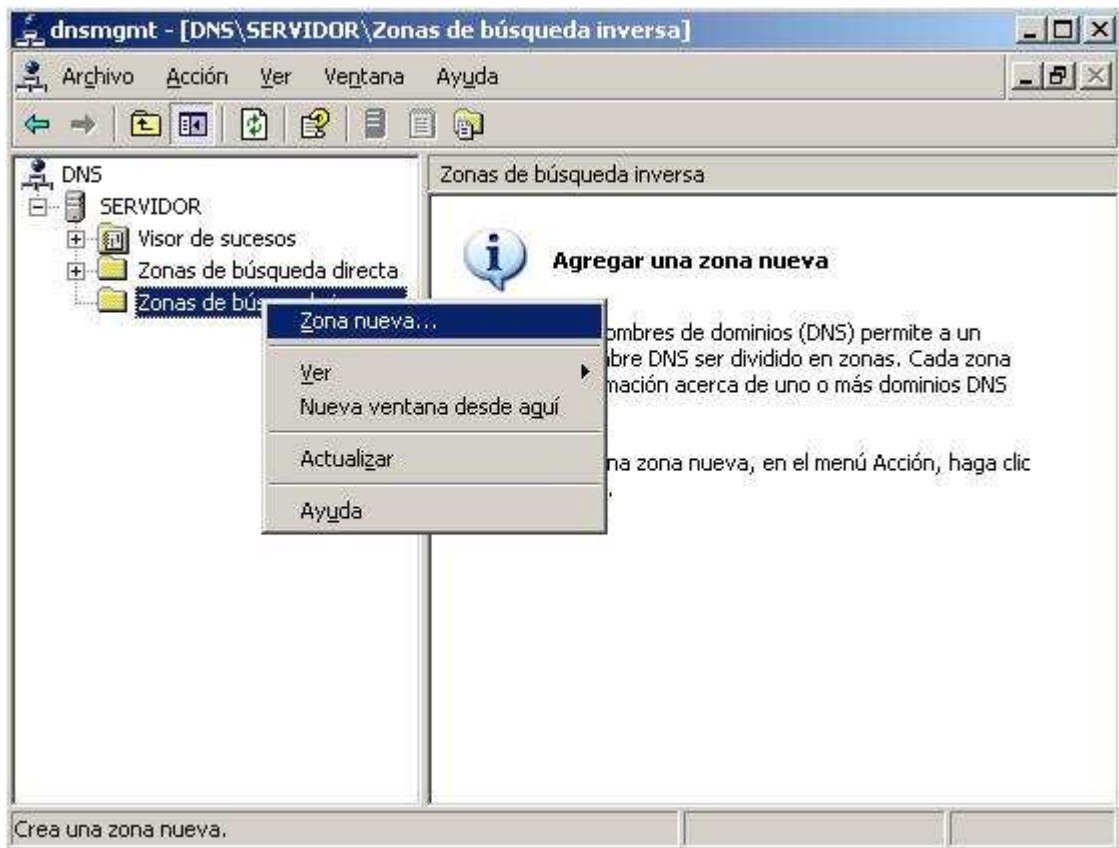 dnsmgmt - [DNS\SERVIDOR\Zonas de búsqueda inversa]
Archivo Acción Ver Ventana Ayuda
DNS
SERVIDOR
Visor de sucesos
Zonas de búsqueda directa
Zonas de
Zona nueva...
Ver
Nueva ventana desde aquí
Actualizar
Ayuda
Zonas de búsqueda inversa
Agregar una zona nueva
ombres de dominios (DNS) permite a un
bre DNS ser dividido en zonas. Cada zona
mación acerca de uno o más dominios DNS
na zona nueva, en el menú Acción, haga clic
.
Crea una zona nueva.